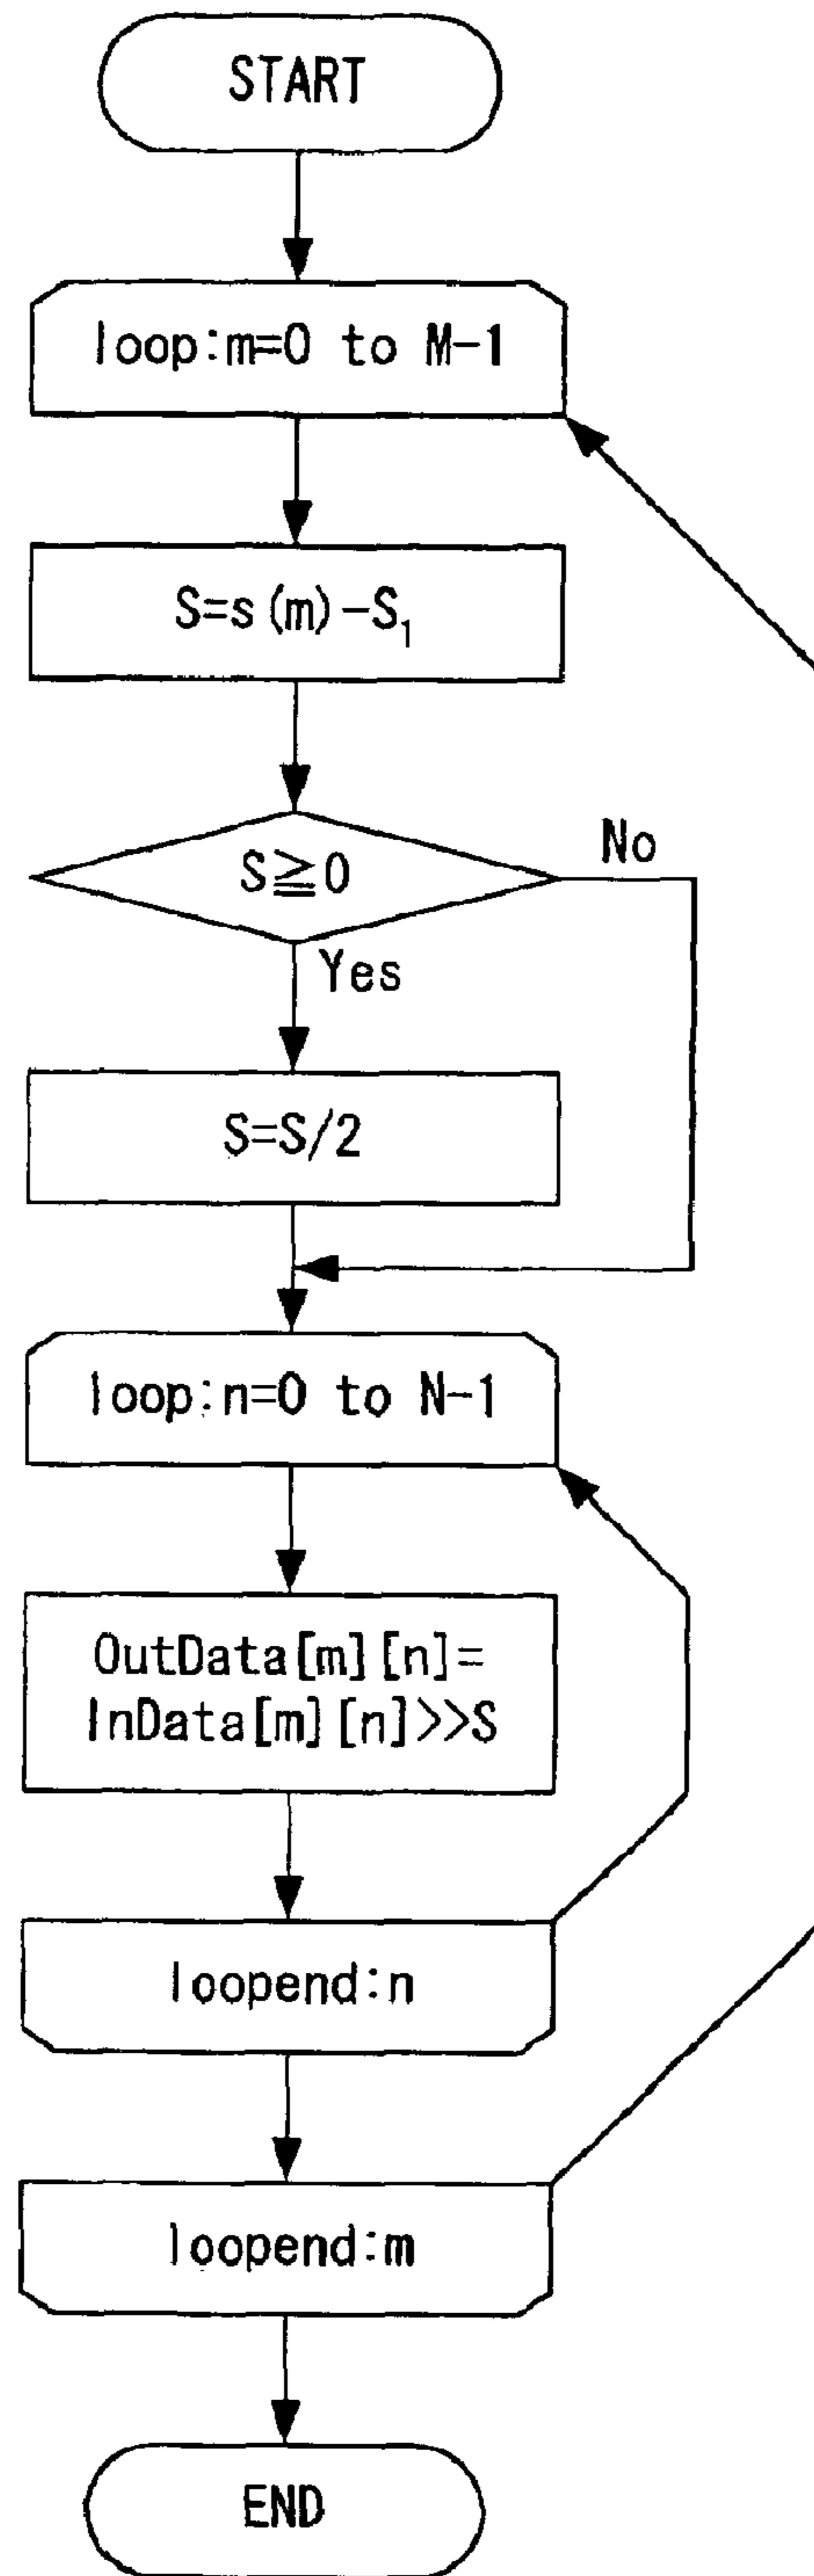 START
loop:m=0 to M-1
S=s(m)-S₁
S≧0
No
Yes
S=S/2
loop:n=0 to N-1
OutData[m][n]=
InData[m][n]>>S
loopend:n
loopend:m
END